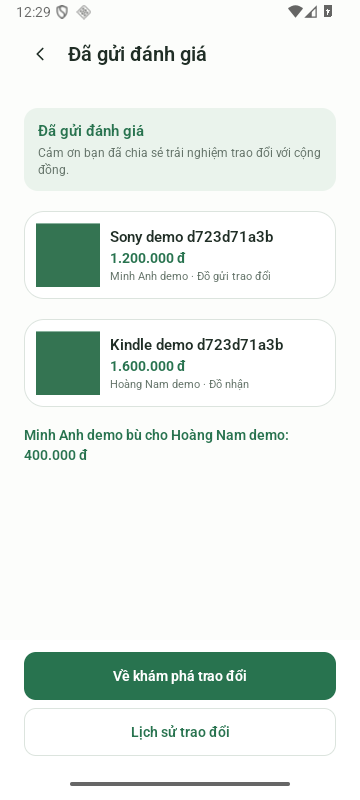 12:29
Đã gửi đánh giá
Đã gửi đánh giá
Cảm ơn bạn đã chia sẻ trải nghiệm trao đổi với cộng
đồng.
Sony demo d723d71a3b
1.200.000 đ
Minh Anh demo · Đồ gửi trao đổi
Kindle demo d723d71a3b
1.600.000 đ
Hoàng Nam demo · Đồ nhận
Minh Anh demo bù cho Hoàng Nam demo:
400.000 đ
Về khám phá trao đổi
Lịch sử trao đổi